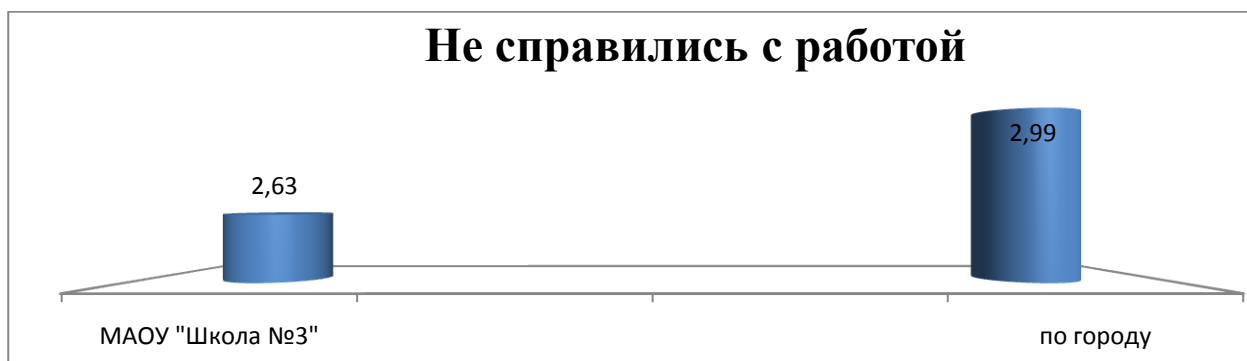 Не справились с работой
2,63
2,99
МАОУ "Школа №3"
по городу